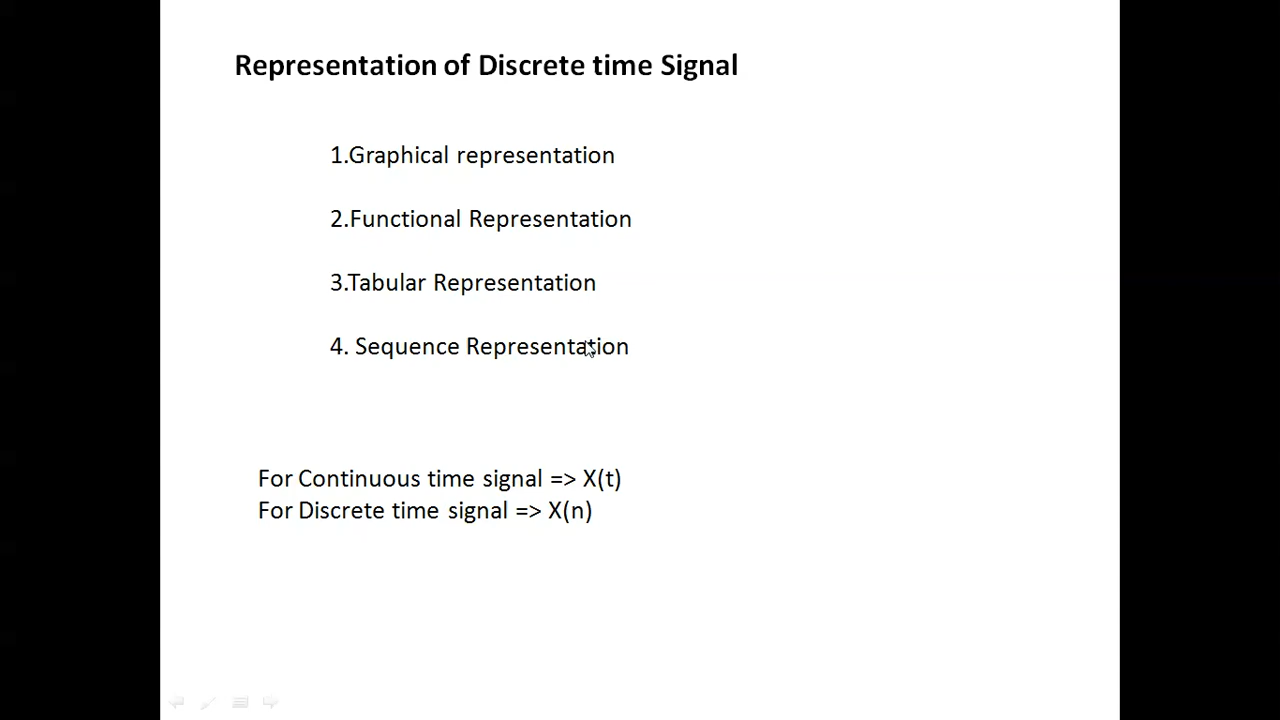 Representation of Discrete time Signal
1.Graphical representation
2.Functional Representation
3.Tabular Representation
4. Sequence Representation
For Continuous time signal => X(t)
For Discrete time signal => X(n)